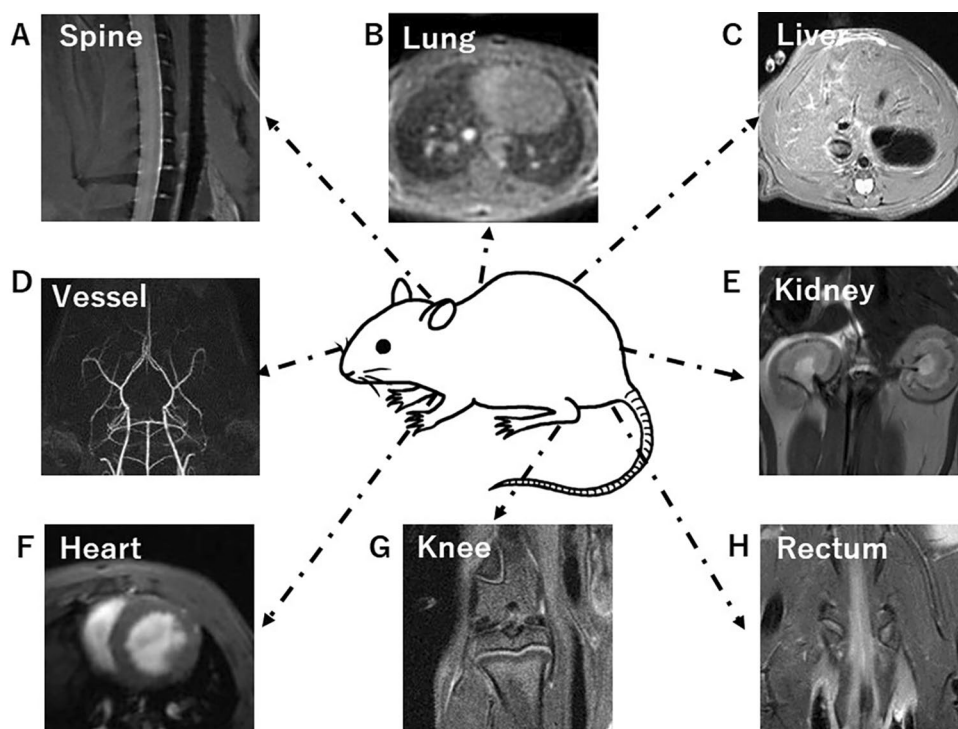 A Spine
B Lung
C Liver
D Vessel
E Kidney
F Heart
G Knee
H Rectum